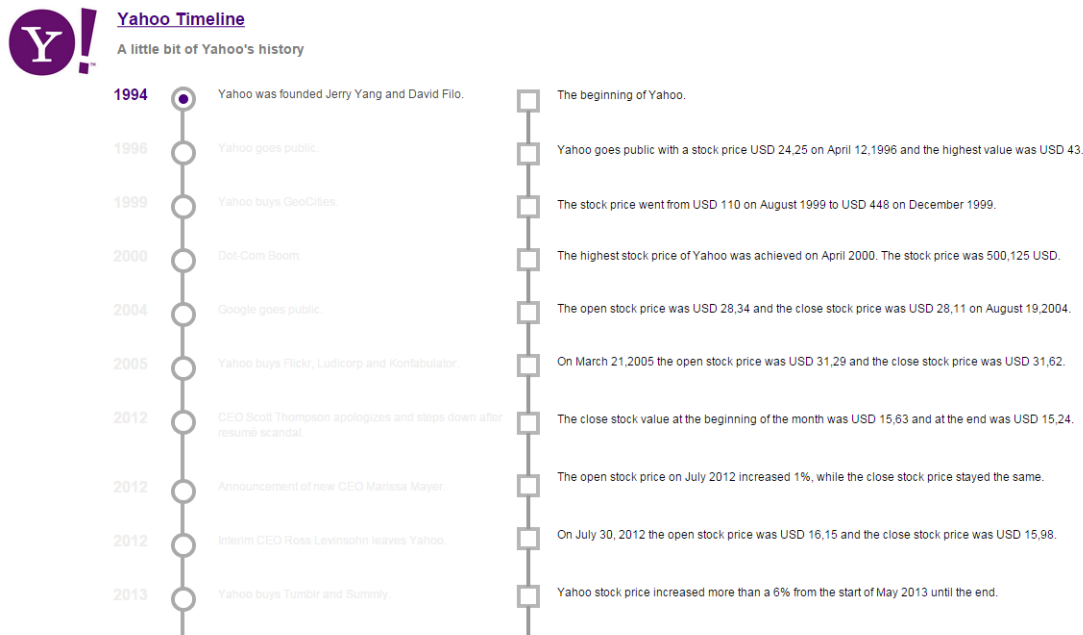 Y!
Yahoo Timeline
A little bit of Yahoo's history
1994
Yahoo was founded Jerry Yang and David Filo.
The beginning of Yahoo.
1996
Yahoo goes public.
Yahoo goes public with a stock price USD 24,25 on April 12,1996 and the highest value was USD 43.
1999
Yahoo buys GeoCities.
The stock price went from USD 110 on August 1999 to USD 448 on December 1999.
2000
Dot-Com Boom.
The highest stock price of Yahoo was achieved on April 2000. The stock price was 500,125 USD.
2004
Google goes public.
The open stock price was USD 28,34 and the close stock price was USD 28,11 on August 19,2004.
2005
Yahoo buys Flickr, Ludicorp and Konfabulator.
On March 21,2005 the open stock price was USD 31,29 and the close stock price was USD 31,62.
2012
CEO Scott Thompson apologizes and steps down after
resumé scandal.
The close stock value at the beginning of the month was USD 15,63 and at the end was USD 15,24.
2012
Announcement of new CEO Marissa Mayer.
The open stock price on July 2012 increased 1%, while the close stock price stayed the same.
2012
Interim CEO Ross Levinsohn leaves Yahoo.
On July 30, 2012 the open stock price was USD 16,15 and the close stock price was USD 15,98.
2013
Yahoo buys Tumblr and Summly.
Yahoo stock price increased more than a 6% from the start of May 2013 until the end.